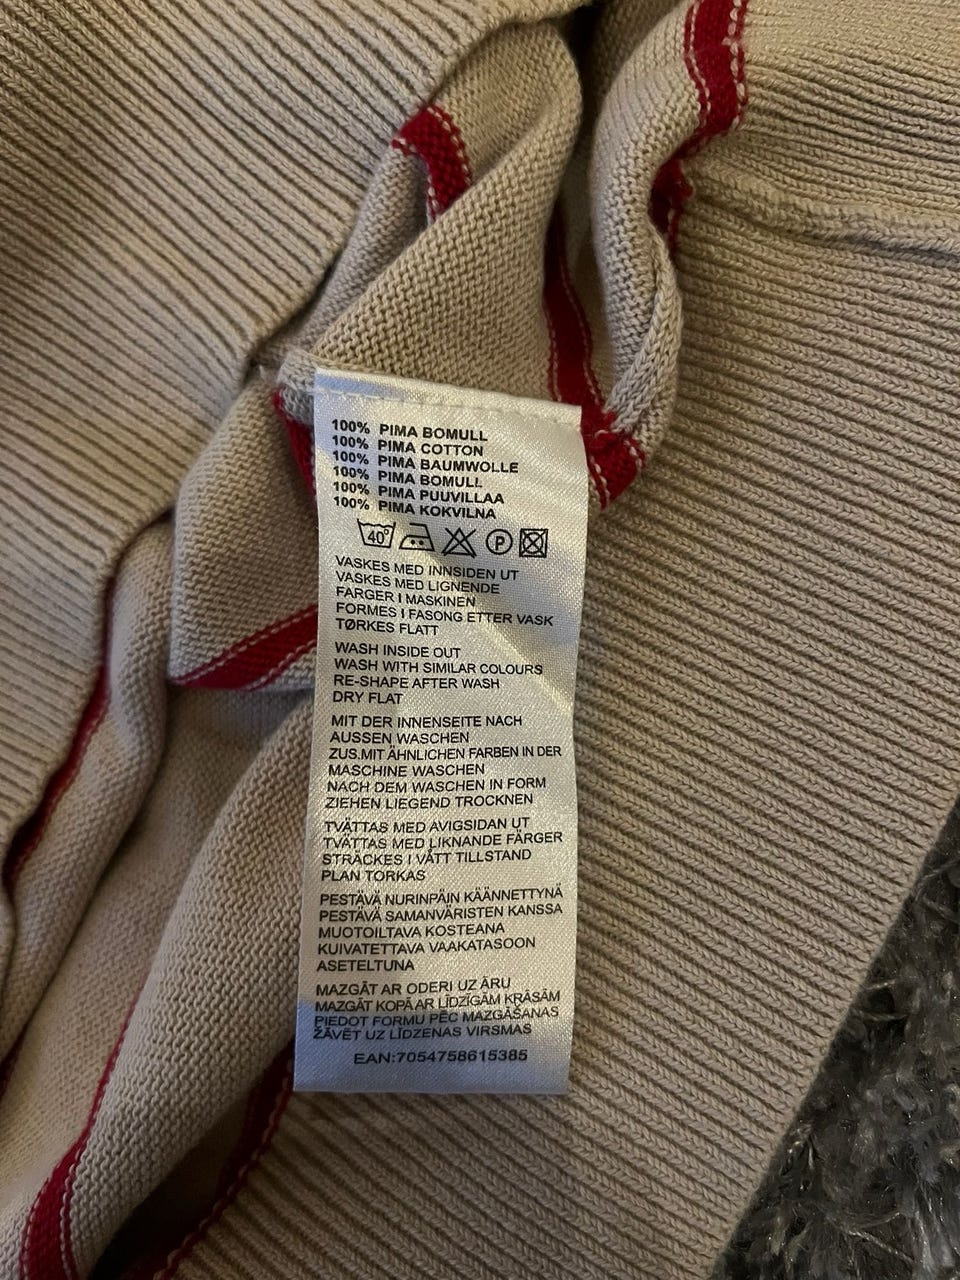 100% PIMA BOMULL
100% PIMA COTTON
100% PIMA BAUMWOLLE
100% PIMA BOMULL
100% PIMA PUUVILLAA
100% PIMA KOKVILNA
40° P
VASKES MED INNSIDEN UT
VASKES MED LIGNENDE
FARGER I MASKINEN
FORMES I FASONG ETTER VASK
TØRKES FLATT
WASH INSIDE OUT
WASH WITH SIMILAR COLOURS
RE-SHAPE AFTER WASH
DRY FLAT
MIT DER INNENSEITE NACH
AUSSEN WASCHEN
ZUS.MIT ÄHNLICHEN FARBEN IN DER
MASCHINE WASCHEN
NACH DEM WASCHEN IN FORM
ZIEHEN LIEGEND TROCKNEN
TVÄTTAS MED AVIGSIDAN UT
TVÄTTAS MED LIKNANDE FÄRGER
STRÄCKES I VÅTT TILLSTAND
PLAN TORKAS
PESTÄVÄ NURINPÄIN KÄÄNNETTYNÄ
PESTÄVÄ SAMANVÄRISTEN KANSSA
MUOTOILTAVA KOSTEANA
KUIVATETTAVA VAAKATASOON
ASETELTUNA
MAZGĀT AR ODERI UZ ĀRU
MAZGĀT KOPĀ AR LĪDZĪGĀM KRĀSĀM
PIEDOT FORMU PĒC MAZGĀŠANAS
ŽĀVĒT UZ LĪDZENAS VIRSMAS
EAN:7054758615385